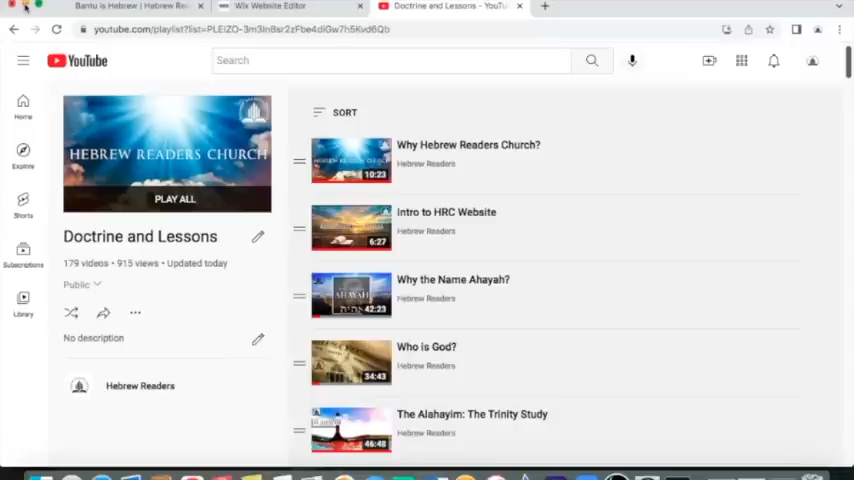 Bantu is Hebrew | Hebrew Re
Wix Website Editor
Doctrine and Lessons - YouTu
youtube.com/playlist?list=
YouTube
Search
Home
Explore
Shorts
Subscriptions
Library
HEBREW READERS CHURCH
PLAY ALL
Doctrine and Lessons
179 videos • 915 views • Updated today
Public
No description
Hebrew Readers
SORT
Why Hebrew Readers Church?
Hebrew Readers
10:23
Intro to HRC Website
Hebrew Readers
6:27
Why the Name Ahayah?
Hebrew Readers
AHAYAH
42:23
Who is God?
Hebrew Readers
34:43
The Alahayim: The Trinity Study
Hebrew Readers
46:48